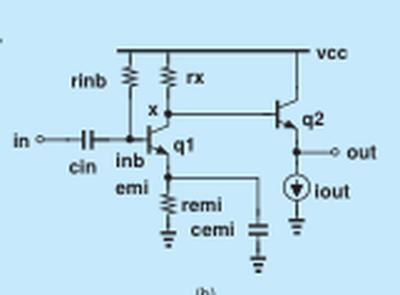 vcc
rinb
rx
x
q2
in
q1
out
cin
inb
emi
iout
remi
cemi
(b)